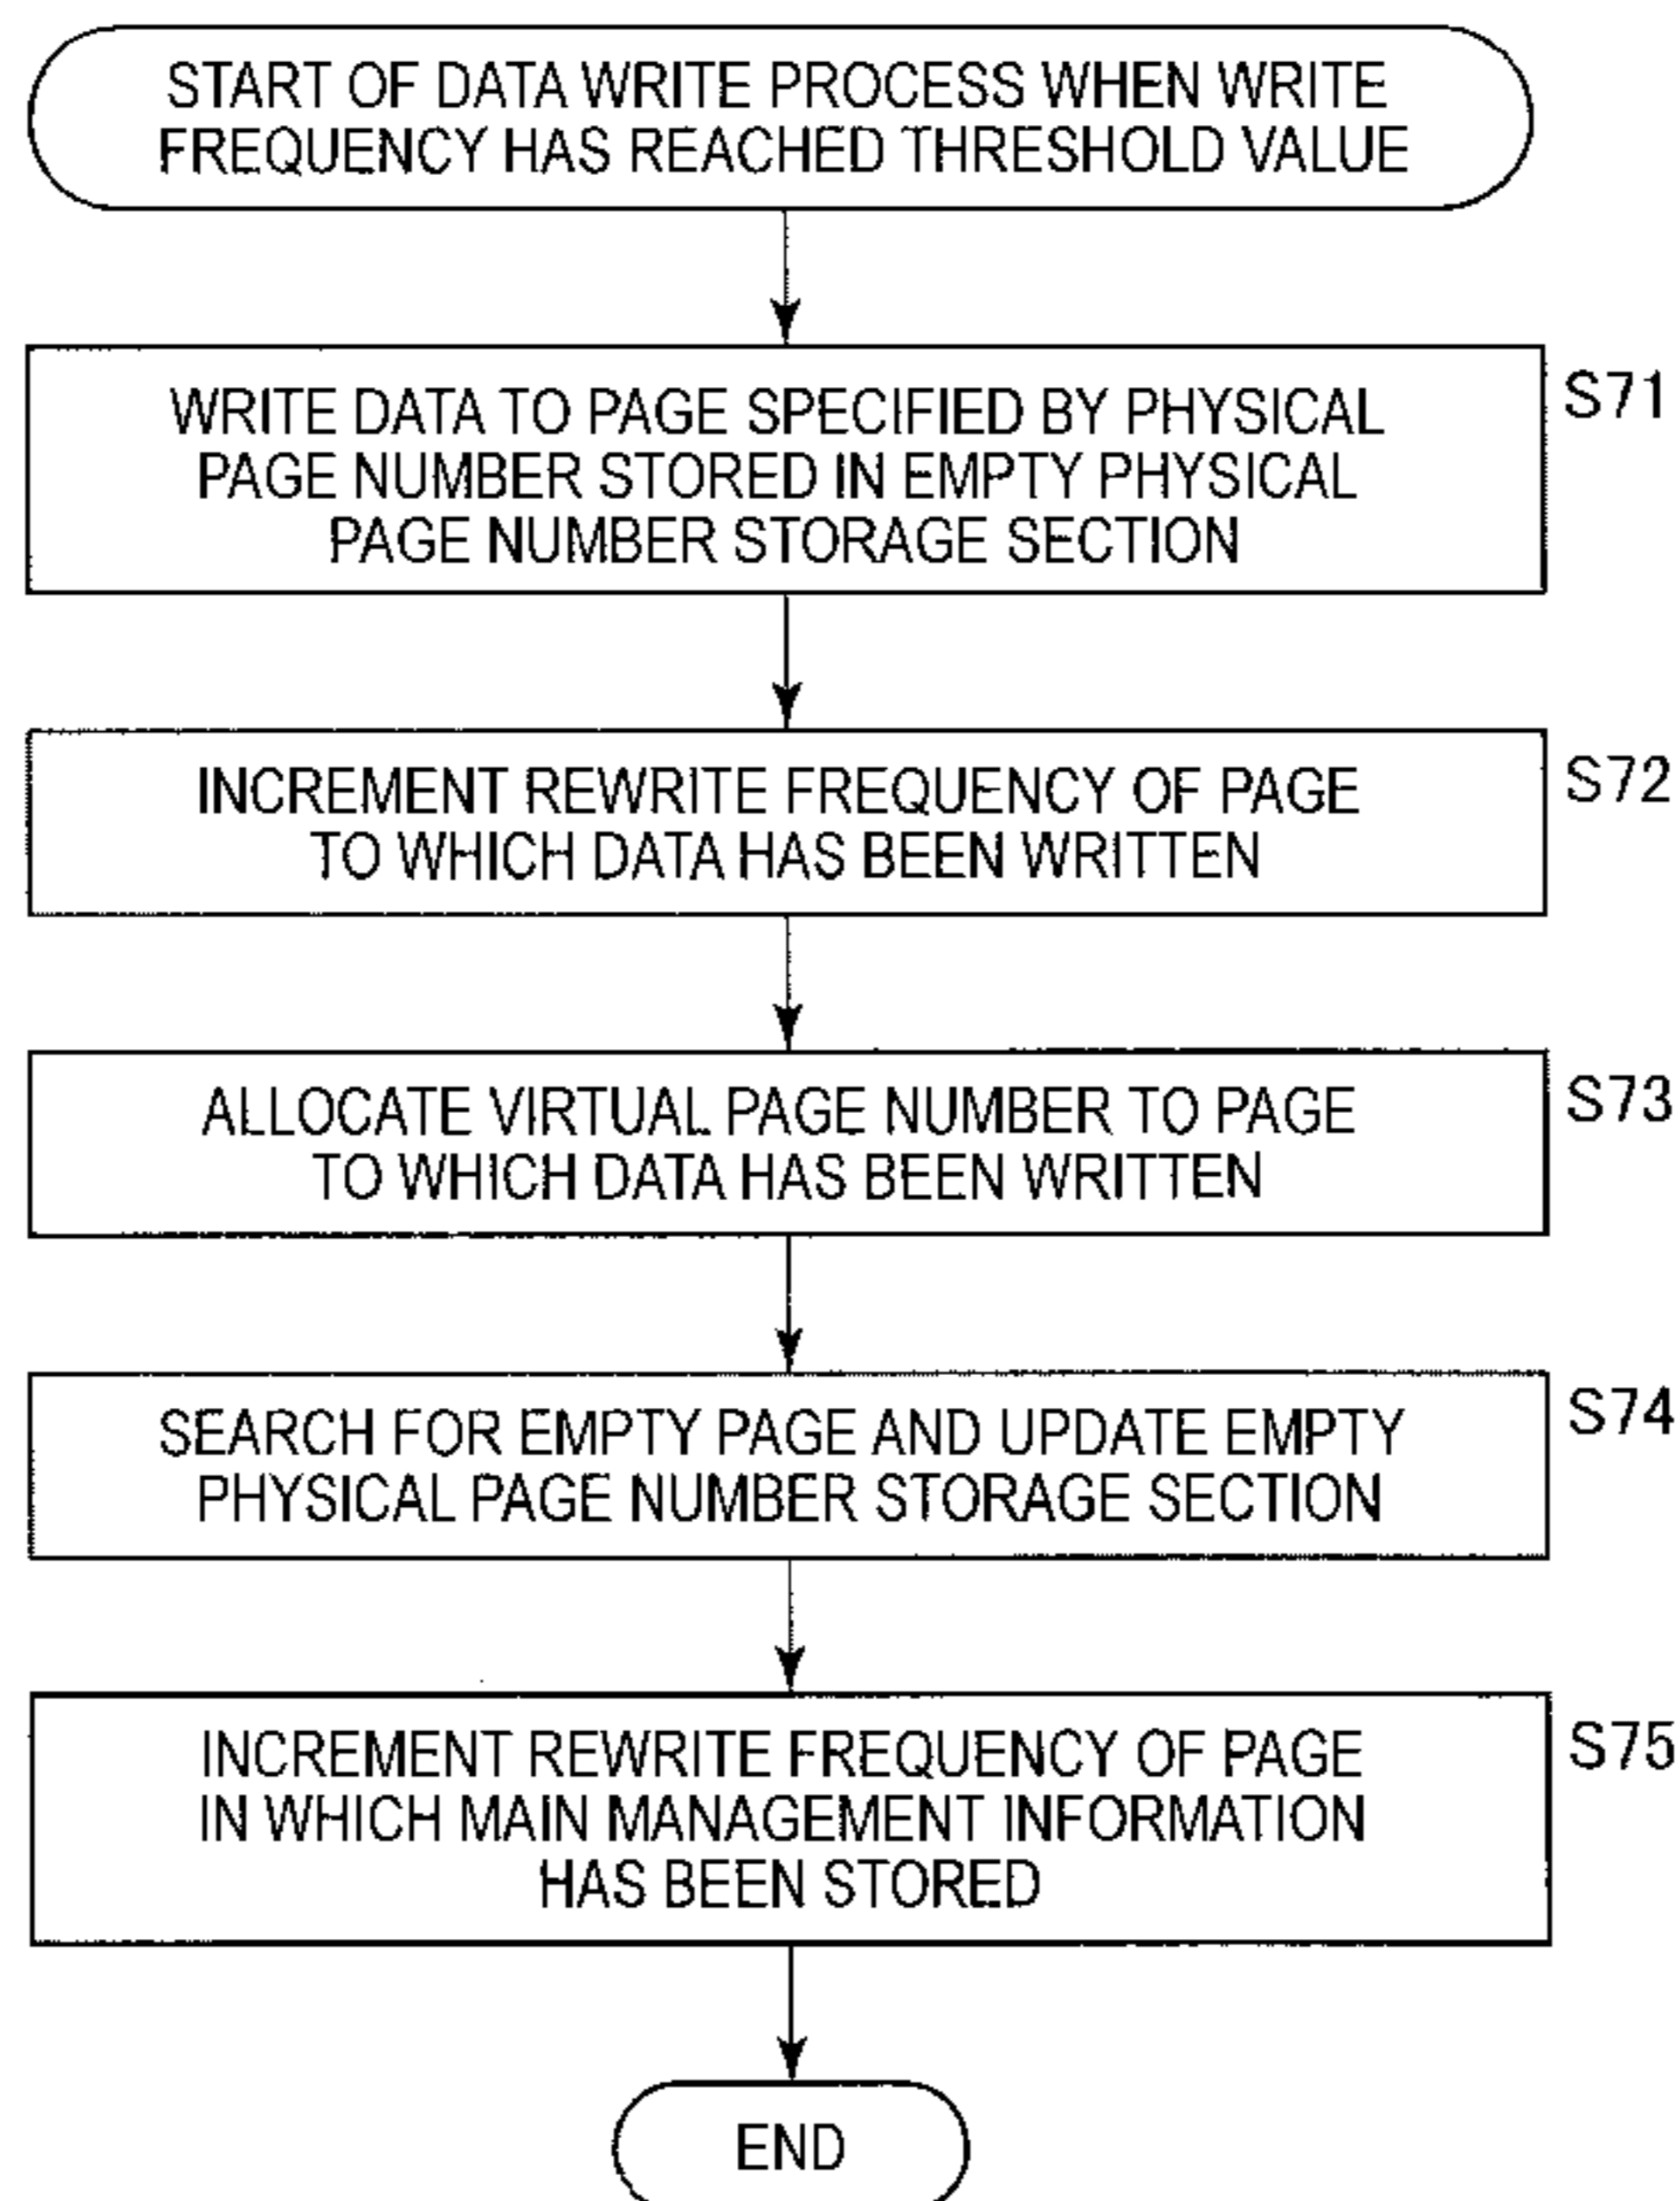 START OF DATA WRITE PROCESS WHEN WRITE
FREQUENCY HAS REACHED THRESHOLD VALUE
S71
WRITE DATA TO PAGE SPECIFIED BY PHYSICAL
PAGE NUMBER STORED IN EMPTY PHYSICAL
PAGE NUMBER STORAGE SECTION
S72
INCREMENT REWRITE FREQUENCY OF PAGE
TO WHICH DATA HAS BEEN WRITTEN
S73
ALLOCATE VIRTUAL PAGE NUMBER TO PAGE
TO WHICH DATA HAS BEEN WRITTEN
S74
SEARCH FOR EMPTY PAGE AND UPDATE EMPTY
PHYSICAL PAGE NUMBER STORAGE SECTION
S75
INCREMENT REWRITE FREQUENCY OF PAGE
IN WHICH MAIN MANAGEMENT INFORMATION
HAS BEEN STORED
END